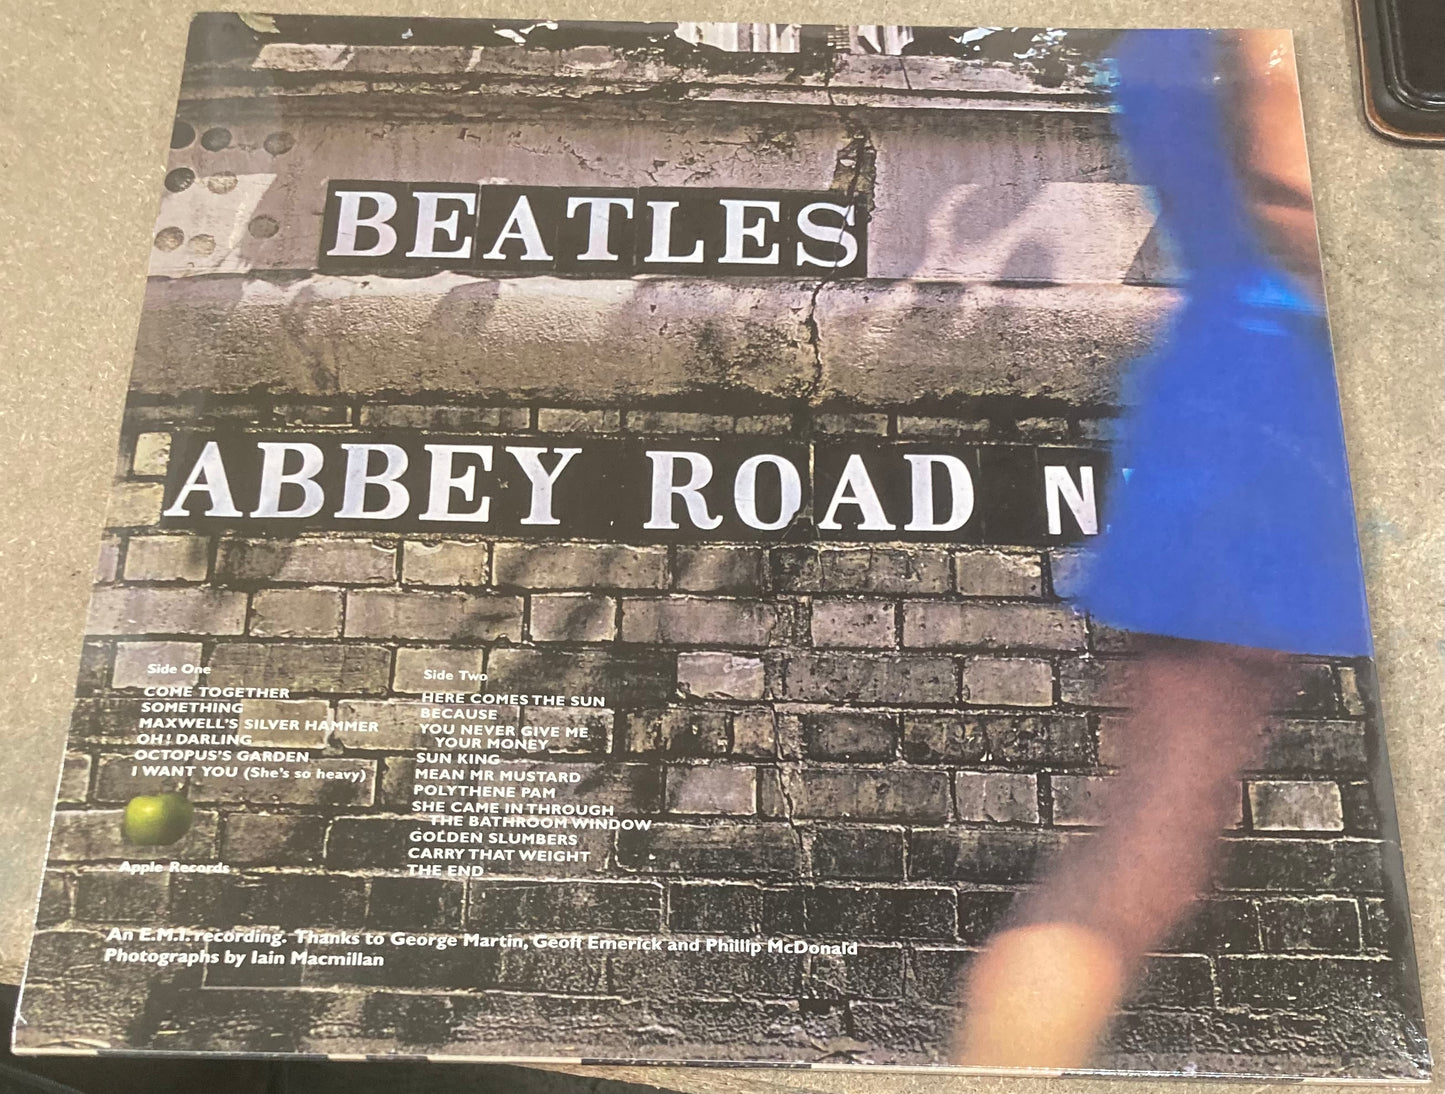 BEATLES
ABBEY ROAD N
Side One
COME TOGETHER
SOMETHING
MAXWELL'S SILVER HAMMER
OH! DARLING
OCTOPUS'S GARDEN
I WANT YOU (She's so heavy)
Apple Records
Side Two
HERE COMES THE SUN
BECAUSE
YOU NEVER GIVE ME
YOUR MONEY
SUN KING
MEAN MR MUSTARD
POLYTHENE PAM
SHE CAME IN THROUGH
THE BATHROOM WINDOW
GOLDEN SLUMBERS
CARRY THAT WEIGHT
THE END
An E.M.I. recording. Thanks to George Martin, Geoff Emerick and Phillip McDonald
Photographs by Iain Macmillan